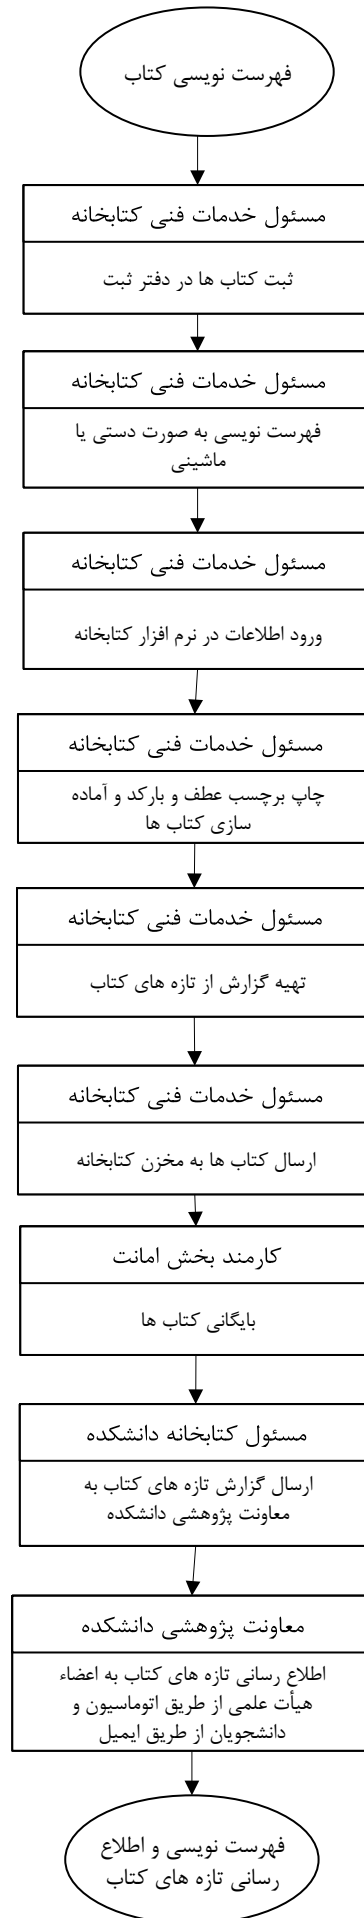 فهرست نویسی کتاب
مسئول خدمات فنی کتابخانه
ثبت کتاب ها در دفتر ثبت
مسئول خدمات فنی کتابخانه
فهرست نویسی به صورت دستی یا
ماشینی
مسئول خدمات فنی کتابخانه
ورود اطلاعات در نرم افزار کتابخانه
مسئول خدمات فنی کتابخانه
چاپ برچسب عطف و بارکد و آماده
سازی کتاب ها
مسئول خدمات فنی کتابخانه
تهیه گزارش از تازه های کتاب
مسئول خدمات فنی کتابخانه
ارسال کتاب ها به مخزن کتابخانه
کارمند بخش امانت
بایگانی کتاب ها
مسئول کتابخانه دانشکده
ارسال گزارش تازه های کتاب به
معاونت پژوهشی دانشکده
معاونت پژوهشی دانشکده
اطلاع رسانی تازه های کتاب به اعضاء
هیأت علمی از طریق اتوماسیون و
دانشجویان از طریق ایمیل
فهرست نویسی و اطلاع
رسانی تازه های کتاب